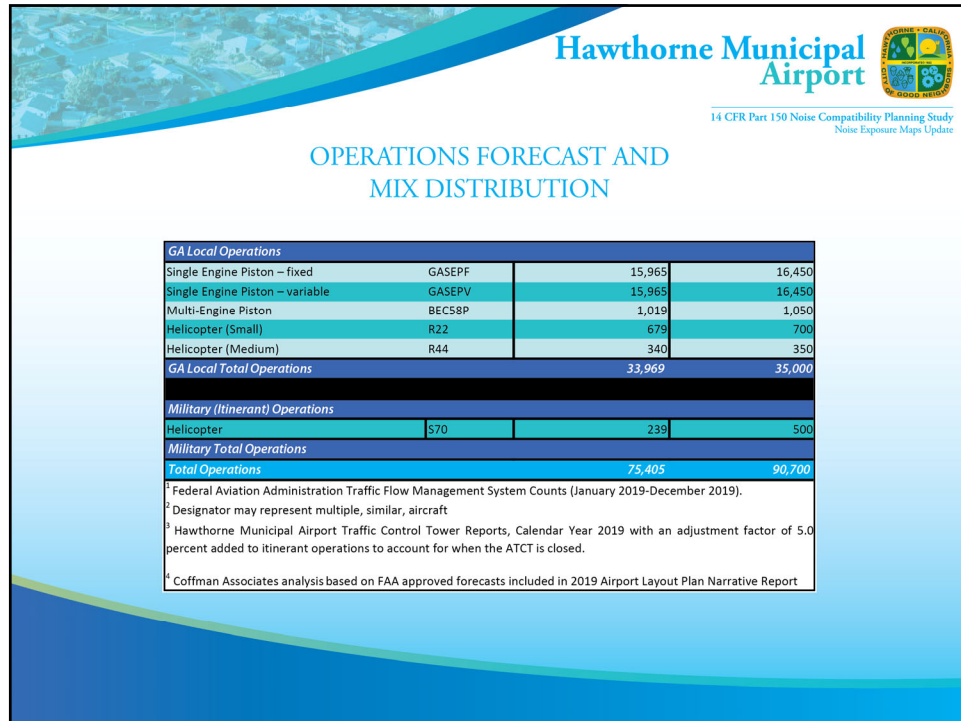 Hawthorne Municipal
Airport
HAWTHORNE • CALIFORNIA
CITY OF GOOD NEIGHBORS
14 CFR Part 150 Noise Compatibility Planning Study
Noise Exposure Maps Update
OPERATIONS FORECAST AND
MIX DISTRIBUTION
GA Local Operations
Single Engine Piston – fixed GASEPF 15,965 16,450
Single Engine Piston – variable GASEPV 15,965 16,450
Multi-Engine Piston BEC58P 1,019 1,050
Helicopter (Small) R22 679 700
Helicopter (Medium) R44 340 350
GA Local Total Operations 33,969 35,000
Military (Itinerant) Operations
Helicopter S70 239 500
Military Total Operations
Total Operations 75,405 90,700
1 Federal Aviation Administration Traffic Flow Management System Counts (January 2019-December 2019).
2 Designator may represent multiple, similar, aircraft
3 Hawthorne Municipal Airport Traffic Control Tower Reports, Calendar Year 2019 with an adjustment factor of 5.0
percent added to itinerant operations to account for when the ATCT is closed.
4 Coffman Associates analysis based on FAA approved forecasts included in 2019 Airport Layout Plan Narrative Report